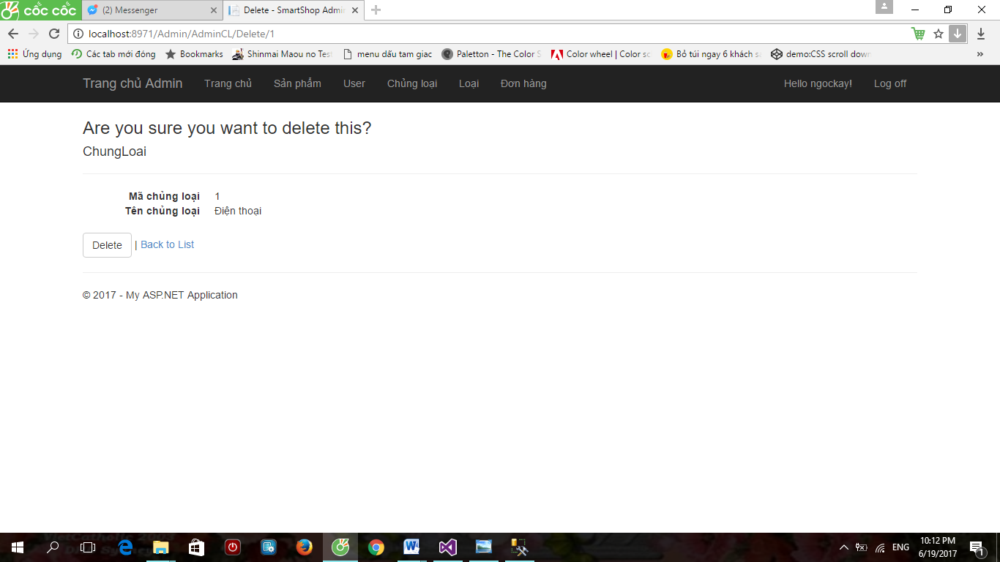 cốc cốc
(2) Messenger
Delete - SmartShop Admin
localhost:8971/Admin/AdminCL/Delete/1
Ứng dụng
Các tab mới đóng
Bookmarks
Shinmai Maou no Tes
menu dấu tam giac
Paletton - The Color S
Color wheel | Color sc
Bỏ túi ngay 6 khách sạ
demo:CSS scroll down
»
Trang chủ Admin
Trang chủ
Sản phẩm
User
Chủng loại
Loại
Đơn hàng
Hello ngockay!
Log off
Are you sure you want to delete this?
ChungLoai
Mã chủng loại 1
Tên chủng loại Điện thoại
Delete | Back to List
© 2017 - My ASP.NET Application
ENG
10:12 PM
6/19/2017
1